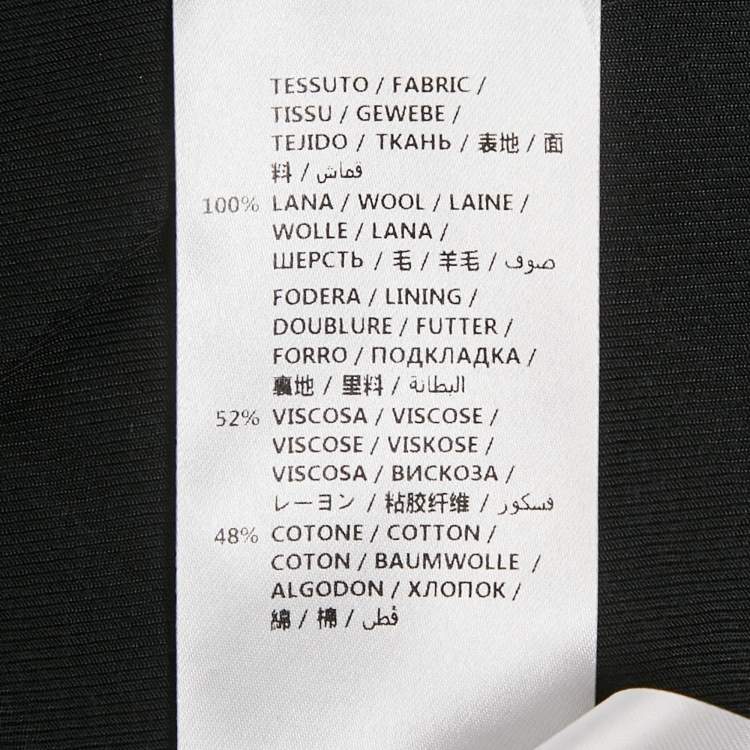 TESSUTO / FABRIC /
TISSU / GEWEBE /
TEJIDO / ТКАНЬ / 表地 / 面
料 / قماش
100% LANA / WOOL / LAINE /
WOLLE / LANA /
ШЕРСТЬ / 毛 / 羊毛 / صوف
FODERA / LINING /
DOUBLURE / FUTTER /
FORRO / ПОДКЛАДКА /
裏地 / 里料 / البطانة
52% VISCOSA / VISCOSE /
VISCOSE / VISKOSE /
VISCOSA / ВИСКОЗА /
レーヨン / 粘胶纤维 / فسكوز
48% COTONE / COTTON /
COTON / BAUMWOLLE /
ALGODON / ХЛОПОК /
綿 / 棉 / قطن